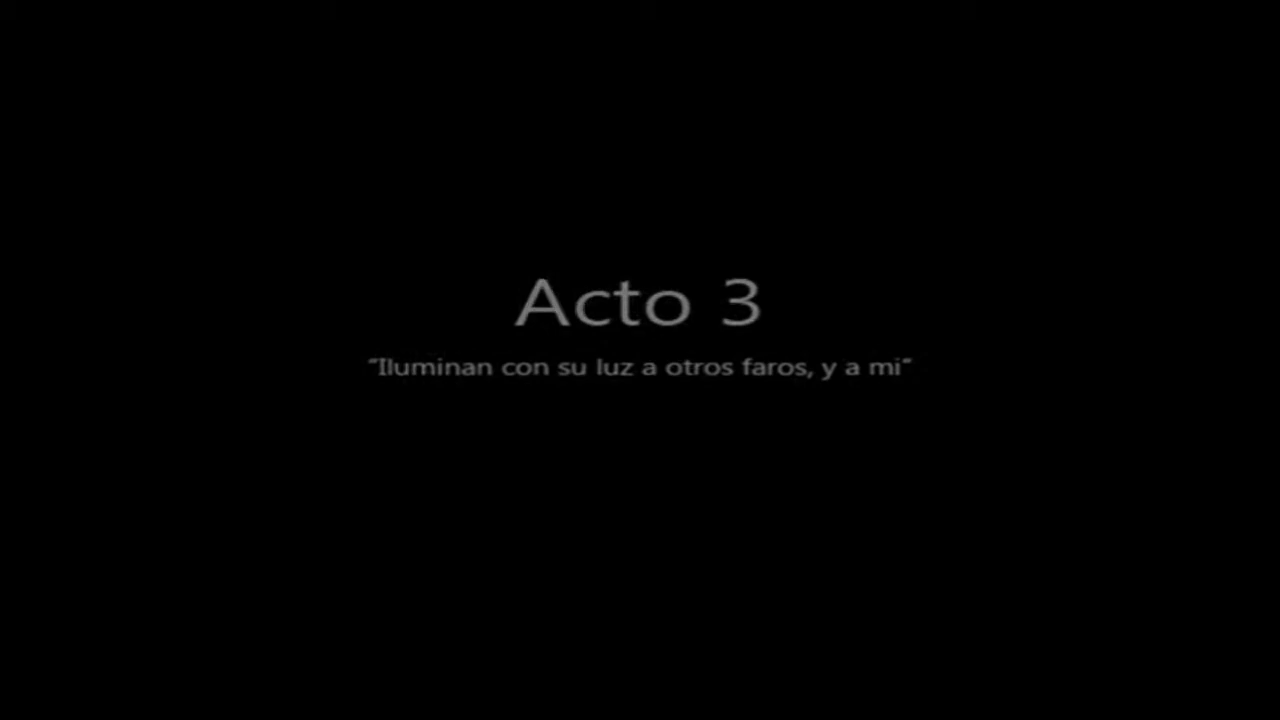 Acto 3
“Iluminan con su luz a otros faros, y a mi“